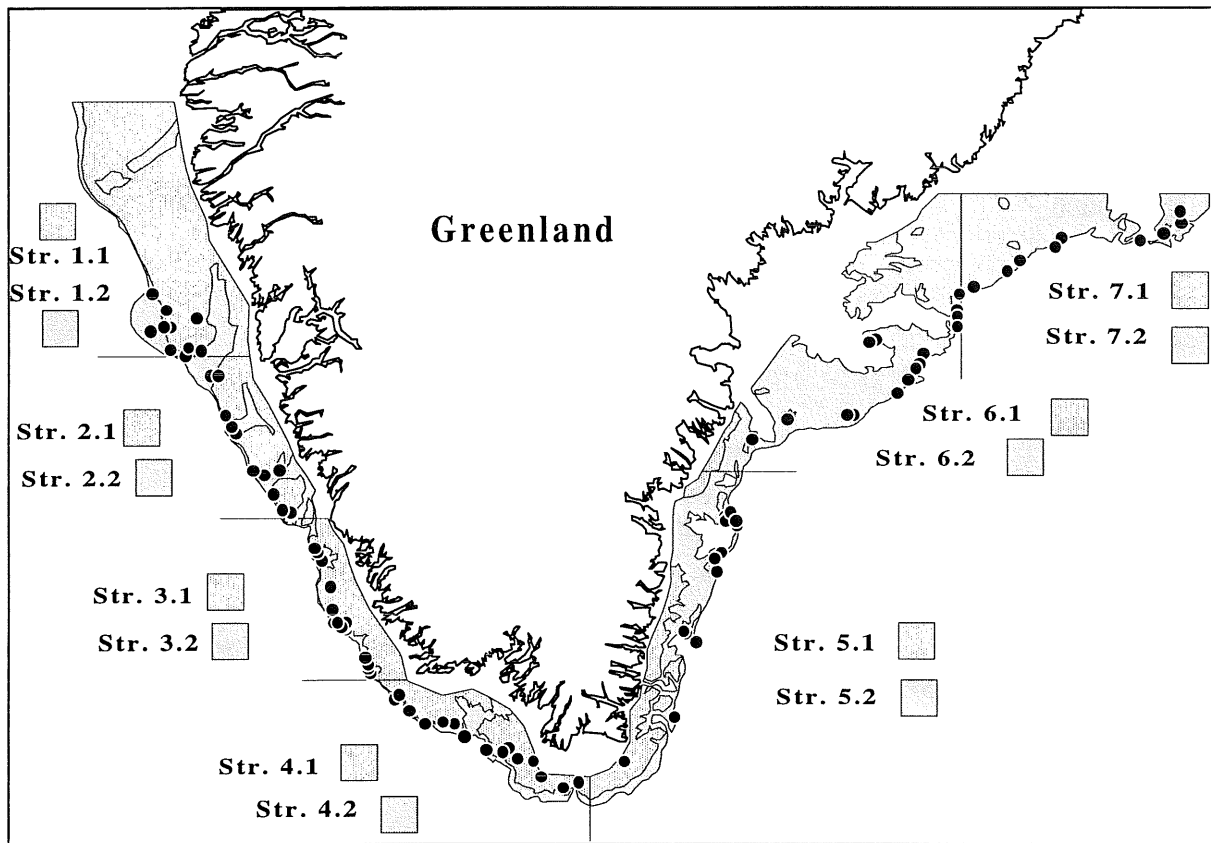 Greenland
Str. 1.1
Str. 1.2
Str. 7.1
Str. 7.2
Str. 2.1
Str. 6.1
Str. 6.2
Str. 2.2
Str. 3.1
Str. 3.2
Str. 5.1
Str. 5.2
Str. 4.1
Str. 4.2